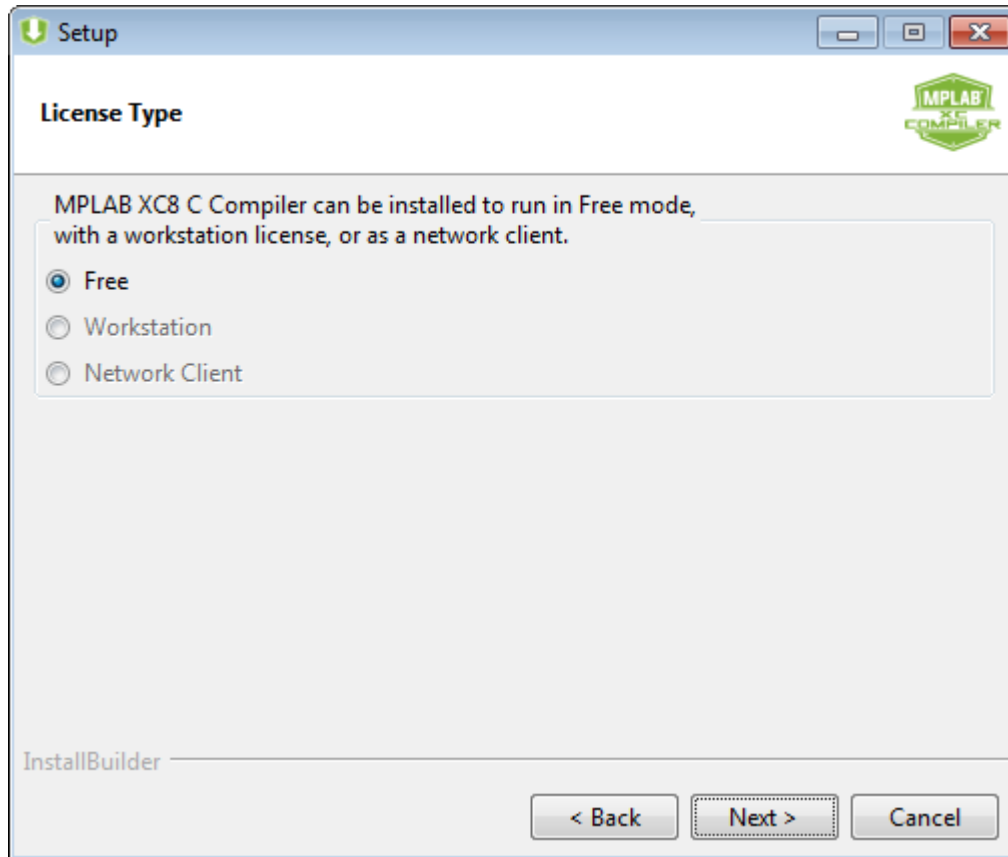 Setup
License Type
MPLAB
XC
COMPILER
MPLAB XC8 C Compiler can be installed to run in Free mode,
with a workstation license, or as a network client.
Free
Workstation
Network Client
InstallBuilder
< Back
Next >
Cancel